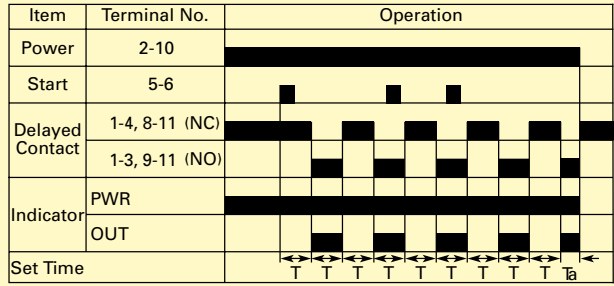 Item Terminal No. Operation
Power 2-10
Start 5-6
Delayed Contact 1-4, 8-11 (NC)
1-3, 9-11 (NO)
Indicator PWR
OUT
Set Time T T T T T T T T T Ta